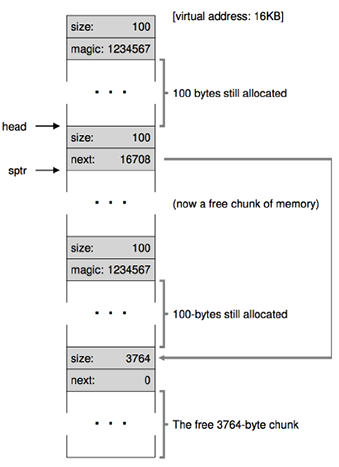 [virtual address: 16KB]
size: 100
magic: 1234567
. . .
100 bytes still allocated
head
size: 100
next: 16708
sptr
. . .
(now a free chunk of memory)
size: 100
magic: 1234567
. . .
100-bytes still allocated
size: 3764
next: 0
. . .
The free 3764-byte chunk